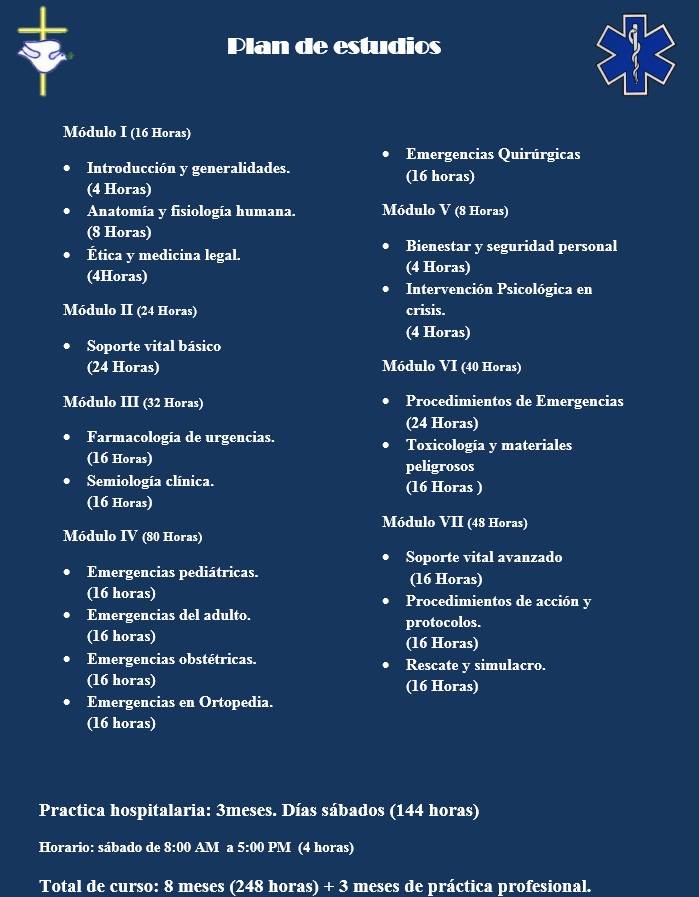 Plan de estudios
Módulo I (16 Horas)
Introducción y generalidades.
(4 Horas)
Anatomía y fisiología humana.
(8 Horas)
Ética y medicina legal.
(4Horas)
Módulo II (24 Horas)
Soporte vital básico
(24 Horas)
Módulo III (32 Horas)
Farmacología de urgencias.
(16 Horas)
Semiología clínica.
(16 Horas)
Módulo IV (80 Horas)
Emergencias pediátricas.
(16 horas)
Emergencias del adulto.
(16 horas)
Emergencias obstétricas.
(16 horas)
Emergencias en Ortopedia.
(16 horas)
Emergencias Quirúrgicas
(16 horas)
Módulo V (8 Horas)
Bienestar y seguridad personal
(4 Horas)
Intervención Psicológica en
crisis.
(4 Horas)
Módulo VI (40 Horas)
Procedimientos de Emergencias
(24 Horas)
Toxicología y materiales
peligrosos
(16 Horas )
Módulo VII (48 Horas)
Soporte vital avanzado
(16 Horas)
Procedimientos de acción y
protocolos.
(16 Horas)
Rescate y simulacro.
(16 Horas)
Practica hospitalaria: 3meses. Días sábados (144 horas)
Horario: sábado de 8:00 AM a 5:00 PM (4 horas)
Total de curso: 8 meses (248 horas) + 3 meses de práctica profesional.